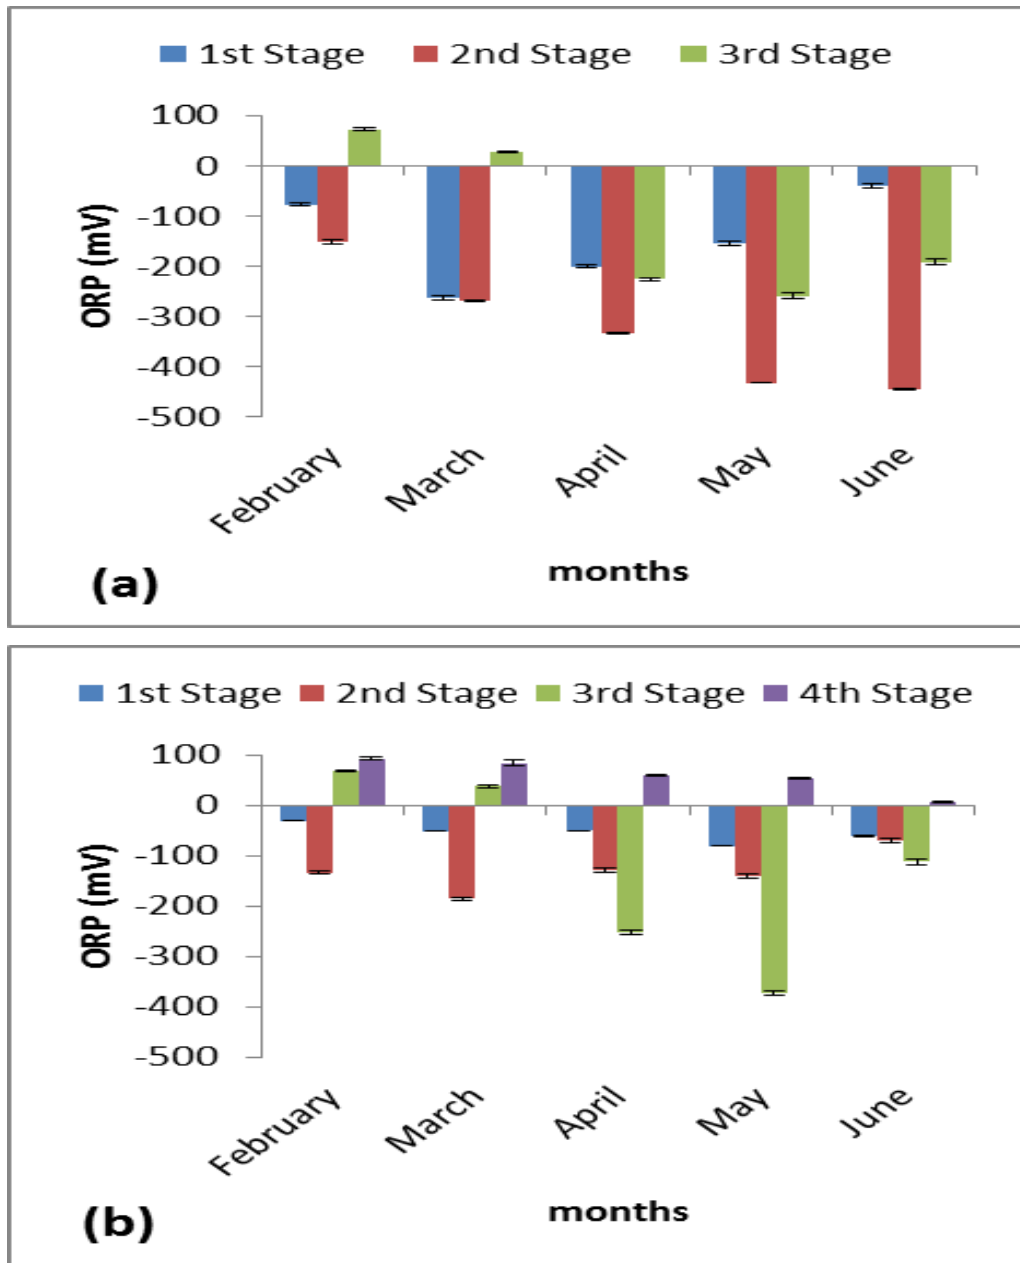 1st Stage 2nd Stage 3rd Stage
100
0
-100
-200
-300
-400
-500
ORP (mV)
February March April May June
months
(a)
1st Stage 2nd Stage 3rd Stage 4th Stage
100
0
-100
-200
-300
-400
-500
ORP (mV)
February March April May June
months
(b)